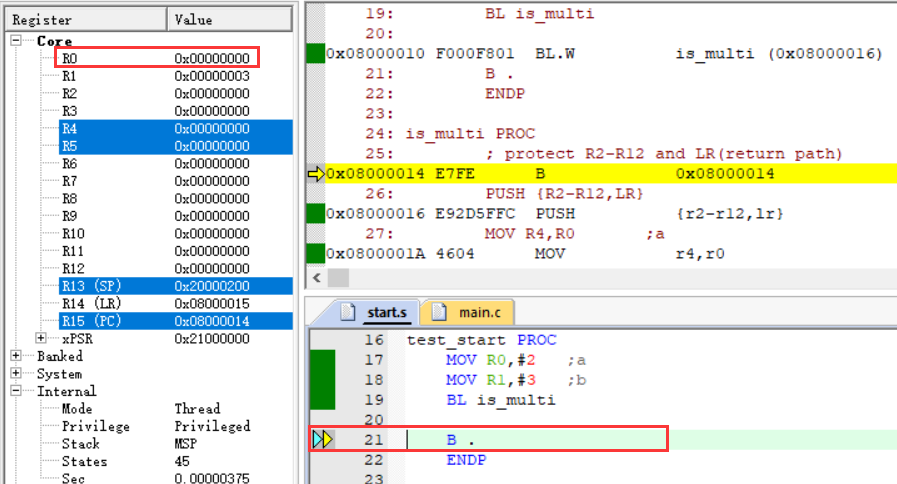 Register Value
Core
R0 0x00000000
R1 0x00000003
R2 0x00000000
R3 0x00000000
R4 0x00000000
R5 0x00000000
R6 0x00000000
R7 0x00000000
R8 0x00000000
R9 0x00000000
R10 0x00000000
R11 0x00000000
R12 0x00000000
R13 (SP) 0x20000200
R14 (LR) 0x08000015
R15 (PC) 0x08000014
xPSR 0x21000000
Banked
System
Internal
Mode Thread
Privilege Privileged
Stack MSP
States 45
Sec 0.00000375
19: BL is_multi
20:
0x08000010 F000F801 BL.W is_multi (0x08000016)
21: B .
22: ENDP
23:
24: is_multi PROC
25: ; protect R2-R12 and LR(return path)
0x08000014 E7FE B 0x08000014
26: PUSH {R2-R12,LR}
0x08000016 E92D5FFC PUSH {r2-r12,lr}
27: MOV R4,R0 ;a
0x0800001A 4604 MOV r4,r0
start.s main.c
16 test_start PROC
17 MOV R0,#2 ;a
18 MOV R1,#3 ;b
19 BL is_multi
20
21 B .
22 ENDP
23